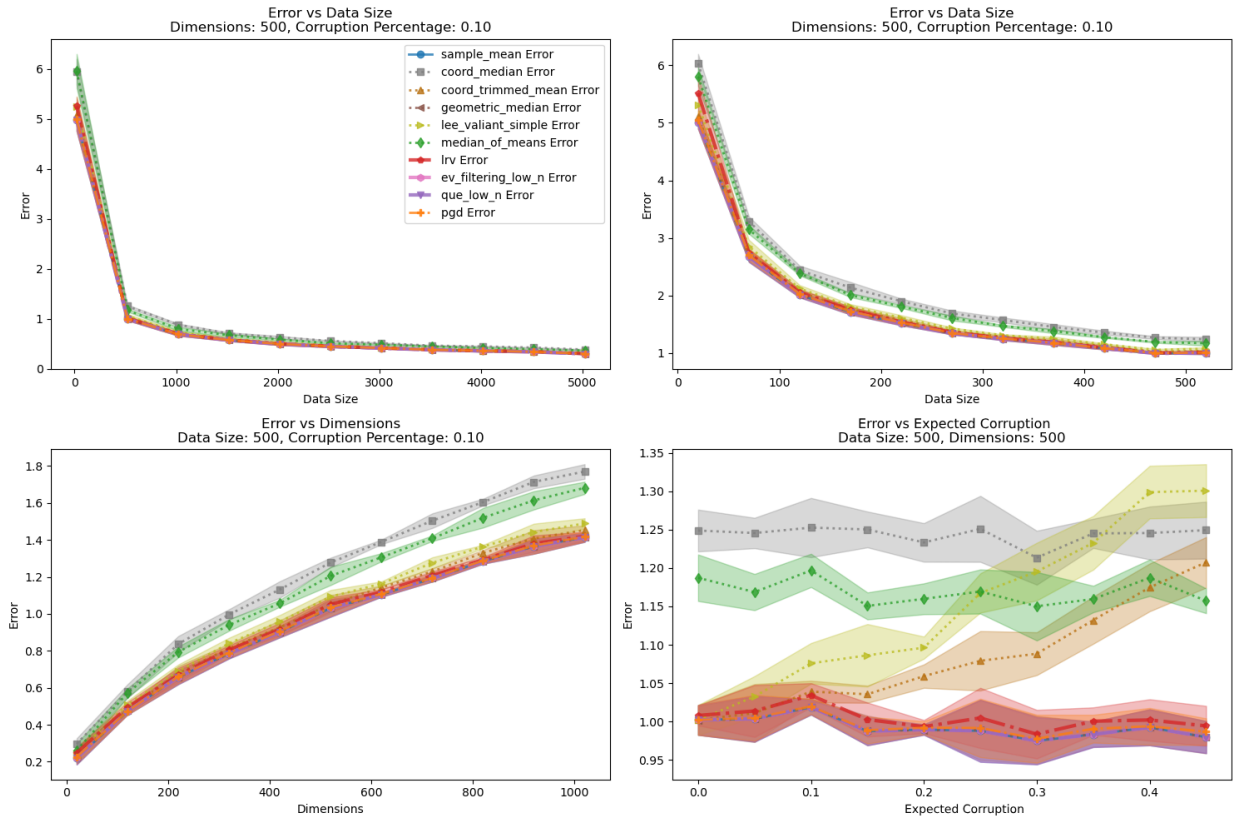 Error vs Data Size
Dimensions: 500, Corruption Percentage: 0.10
Error
6
5
4
3
2
1
0
0
1000
2000
3000
4000
5000
Data Size
sample_mean Error
coord_median Error
coord_trimmed_mean Error
geometric_median Error
lee_valiant_simple Error
median_of_means Error
lrv Error
ev_filtering_low_n Error
que_low_n Error
pgd Error
Error vs Data Size
Dimensions: 500, Corruption Percentage: 0.10
Error
6
5
4
3
2
1
0
100
200
300
400
500
Data Size
Error vs Dimensions
Data Size: 500, Corruption Percentage: 0.10
Error
1.8
1.6
1.4
1.2
1.0
0.8
0.6
0.4
0.2
0
200
400
600
800
1000
Dimensions
Error vs Expected Corruption
Data Size: 500, Dimensions: 500
Error
1.35
1.30
1.25
1.20
1.15
1.10
1.05
1.00
0.95
0.0
0.1
0.2
0.3
0.4
Expected Corruption